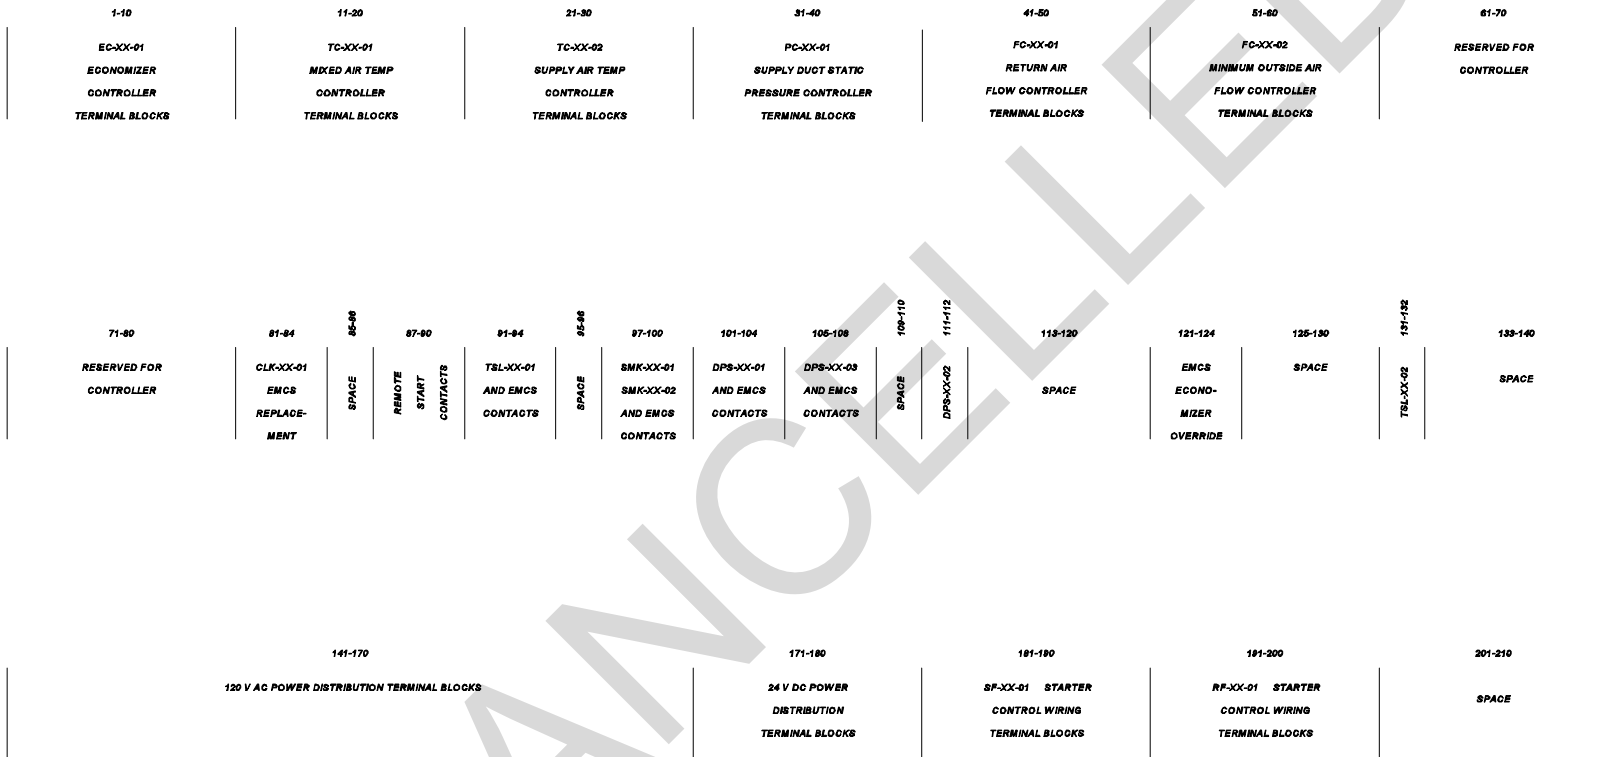 1-10
EC-XX-01
ECONOMIZER
CONTROLLER
TERMINAL BLOCKS
11-20
TC-XX-01
MIXED AIR TEMP
CONTROLLER
TERMINAL BLOCKS
21-30
TC-XX-02
SUPPLY AIR TEMP
CONTROLLER
TERMINAL BLOCKS
31-40
PC-XX-01
SUPPLY DUCT STATIC
PRESSURE CONTROLLER
TERMINAL BLOCKS
41-50
FC-XX-01
RETURN AIR
FLOW CONTROLLER
TERMINAL BLOCKS
51-60
FC-XX-02
MINIMUM OUTSIDE AIR
FLOW CONTROLLER
TERMINAL BLOCKS
61-70
RESERVED FOR
CONTROLLER
71-80
RESERVED FOR
CONTROLLER
81-84
CLK-XX-01
EMCS
REPLACE-
MENT
85-86
SPACE
87-90
REMOTE
START
CONTACTS
91-94
TSL-XX-01
AND EMCS
CONTACTS
95-96
SPACE
97-100
SMK-XX-01
SMK-XX-02
AND EMCS
CONTACTS
101-104
DPS-XX-01
AND EMCS
CONTACTS
105-108
DPS-XX-03
AND EMCS
CONTACTS
109-110
SPACE
111-112
DPS-XX-02
113-120
SPACE
121-124
EMCS
ECONO-
MIZER
OVERRIDE
125-130
SPACE
131-132
TSL-XX-02
133-140
SPACE
141-170
120 V AC POWER DISTRIBUTION TERMINAL BLOCKS
171-180
24 V DC POWER
DISTRIBUTION
TERMINAL BLOCKS
181-190
SF-XX-01 STARTER
CONTROL WIRING
TERMINAL BLOCKS
191-200
RF-XX-01 STARTER
CONTROL WIRING
TERMINAL BLOCKS
201-210
SPACE
ANCELLED